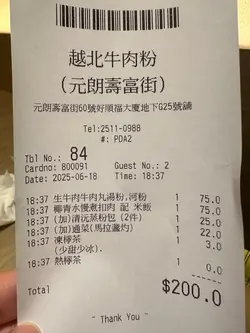 越北牛肉粉
(元朗壽富街)
元朗壽富街60號好順福大廈地下G25號舖
Tel:2511-0988
#: PDA2
Tbl No.: 84
Cardno: 800091 Guest No.: 2
Date: 2025-06-18 Time: 18:37
18:37 生牛肉牛肉丸湯粉,河粉 1 75.0
18:37 椰青水慢煮扣肉 配 米飯 1 75.0
18:37 (加)清沅蒸粉包 (2件) 1 25.0
18:37 (加)通菜(馬拉盞炒) 1 22.0
18:37 凍檸茶 1 3.0
(少甜少冰).
18:37 熱檸茶 1 0.0
Total $200.0
~ Thank You ~